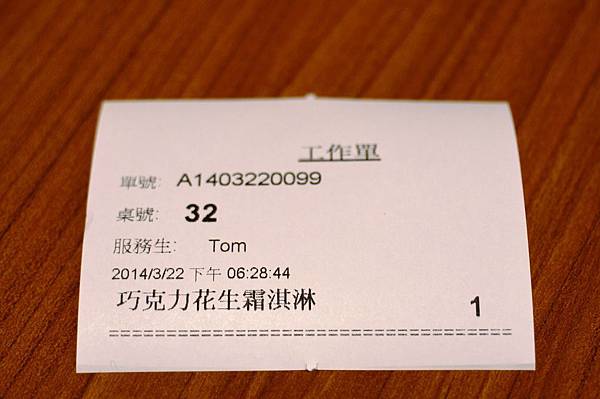 工作單
單號: A1403220099
桌號: 32
服務生: Tom
2014/3/22 下午 06:28:44
巧克力花生霜淇淋 1